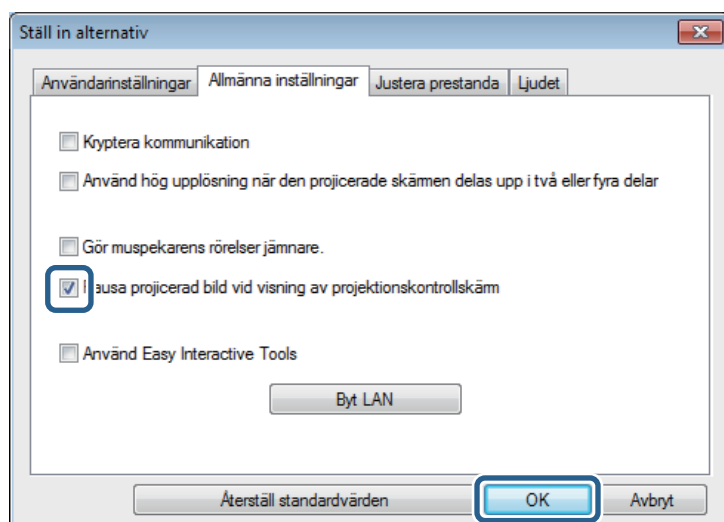 Ställ in alternativ
Användarinställningar Allmänna inställningar Justera prestanda Ljudet
Kryptera kommunikation
Använd hög upplösning när den projicerade skärmen delas upp i två eller fyra delar
Gör muspekarens rörelser jämnare.
Pausa projicerad bild vid visning av projektionskontrollskärm
Använd Easy Interactive Tools
Byt LAN
Återställ standardvärden OK Avbryt